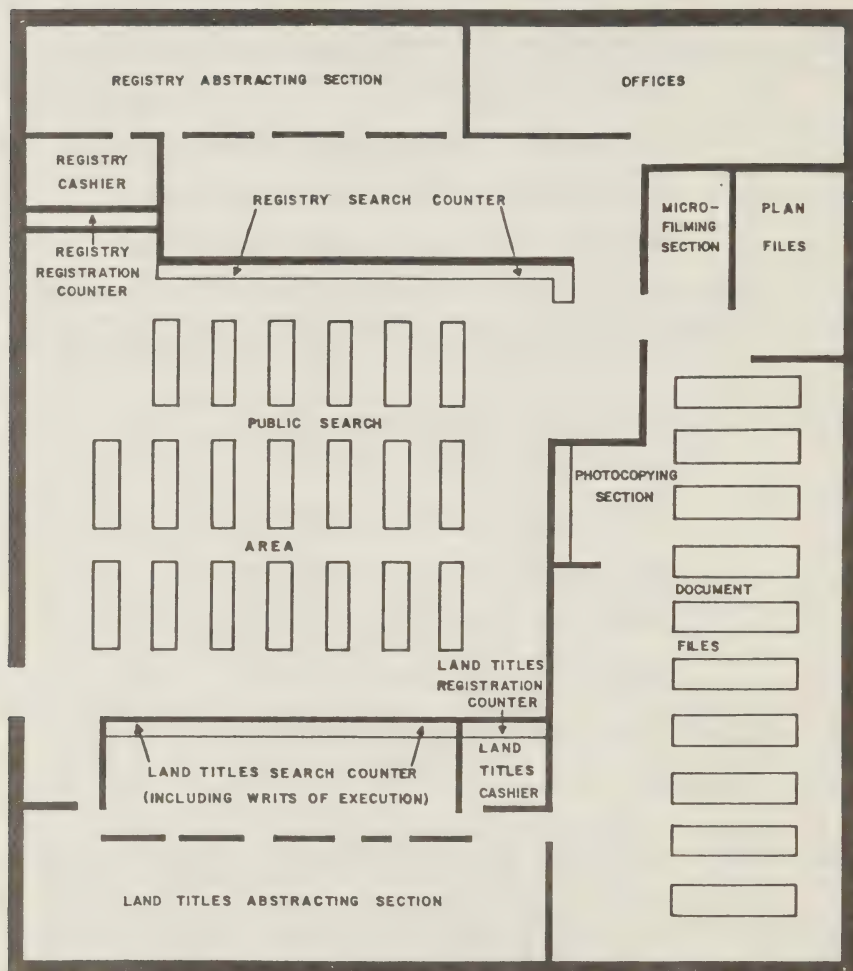 REGISTRY ABSTRACTING SECTION
OFFICES
REGISTRY
CASHIER
REGISTRY SEARCH COUNTER
MICRO-
FILMING
SECTION
PLAN
FILES
REGISTRY
REGISTRATION
COUNTER
PUBLIC SEARCH
AREA
PHOTOCOPYING
SECTION
DOCUMENT
FILES
LAND TITLES
REGISTRATION
COUNTER
LAND TITLES SEARCH COUNTER
(INCLUDING WRITS OF EXECUTION)
LAND
TITLES
CASHIER
LAND TITLES ABSTRACTING SECTION